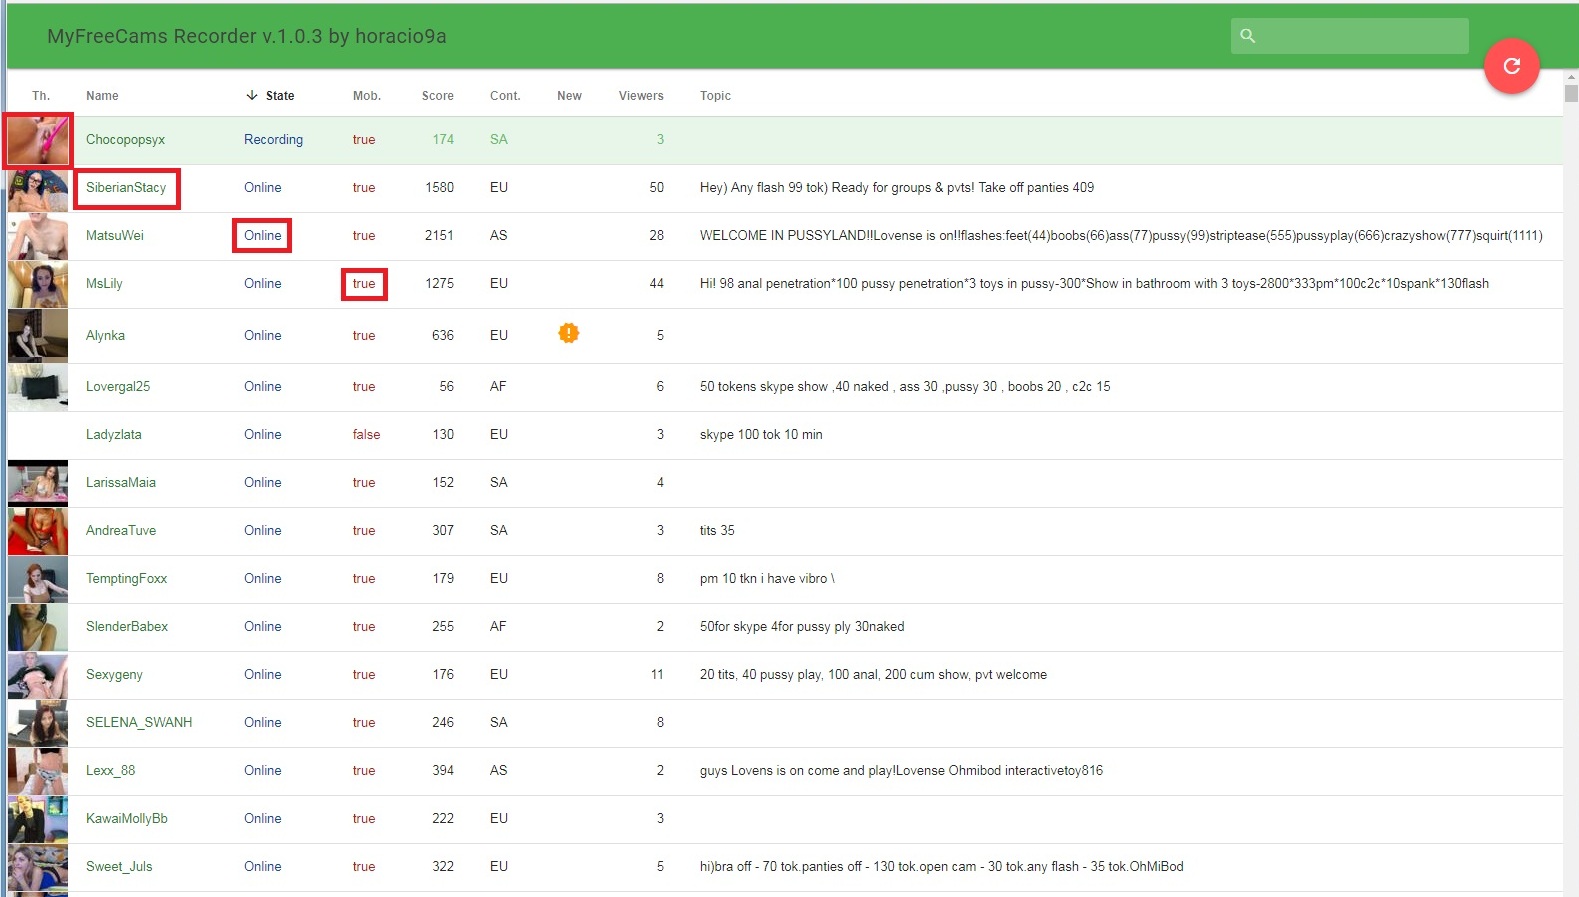 MyFreeCams Recorder v.1.0.3 by horacio9a
Th. Name State Mob. Score Cont. New Viewers Topic
Chocopopsyx Recording true 174 SA 3
SiberianStacy Online true 1580 EU 50 Hey) Any flash 99 tok) Ready for groups & pvts! Take off panties 409
MatsuWei Online true 2151 AS 28 WELCOME IN PUSSYLAND!!Lovense is on!!flashes:feet(44)boobs(66)ass(77)pussy(99)striptease(555)pussyplay(666)crazyshow(777)squirt(1111)
MsLily Online true 1275 EU 44 Hi! 98 anal penetration*100 pussy penetration*3 toys in pussy-300*Show in bathroom with 3 toys-2800*333pm*100c2c*10spank*130flash
Alynka Online true 636 EU ! 5
Lovergal25 Online true 56 AF 6 50 tokens skype show ,40 naked , ass 30 ,pussy 30 , boobs 20 , c2c 15
Ladyzlata Online false 130 EU 3 skype 100 tok 10 min
LarissaMaia Online true 152 SA 4
AndreaTuve Online true 307 SA 3 tits 35
TemptingFoxx Online true 179 EU 8 pm 10 tkn i have vibro \
SlenderBabex Online true 255 AF 2 50for skype 4for pussy ply 30naked
Sexygeny Online true 176 EU 11 20 tits, 40 pussy play, 100 anal, 200 cum show, pvt welcome
SELENA_SWANH Online true 246 SA 8
Lexx_88 Online true 394 AS 2 guys Lovens is on come and play!Lovense Ohmibod interactivetoy816
KawaiMollyBb Online true 222 EU 3
Sweet_Juls Online true 322 EU 5 hi)bra off - 70 tok.panties off - 130 tok.open cam - 30 tok.any flash - 35 tok.OhMiBod